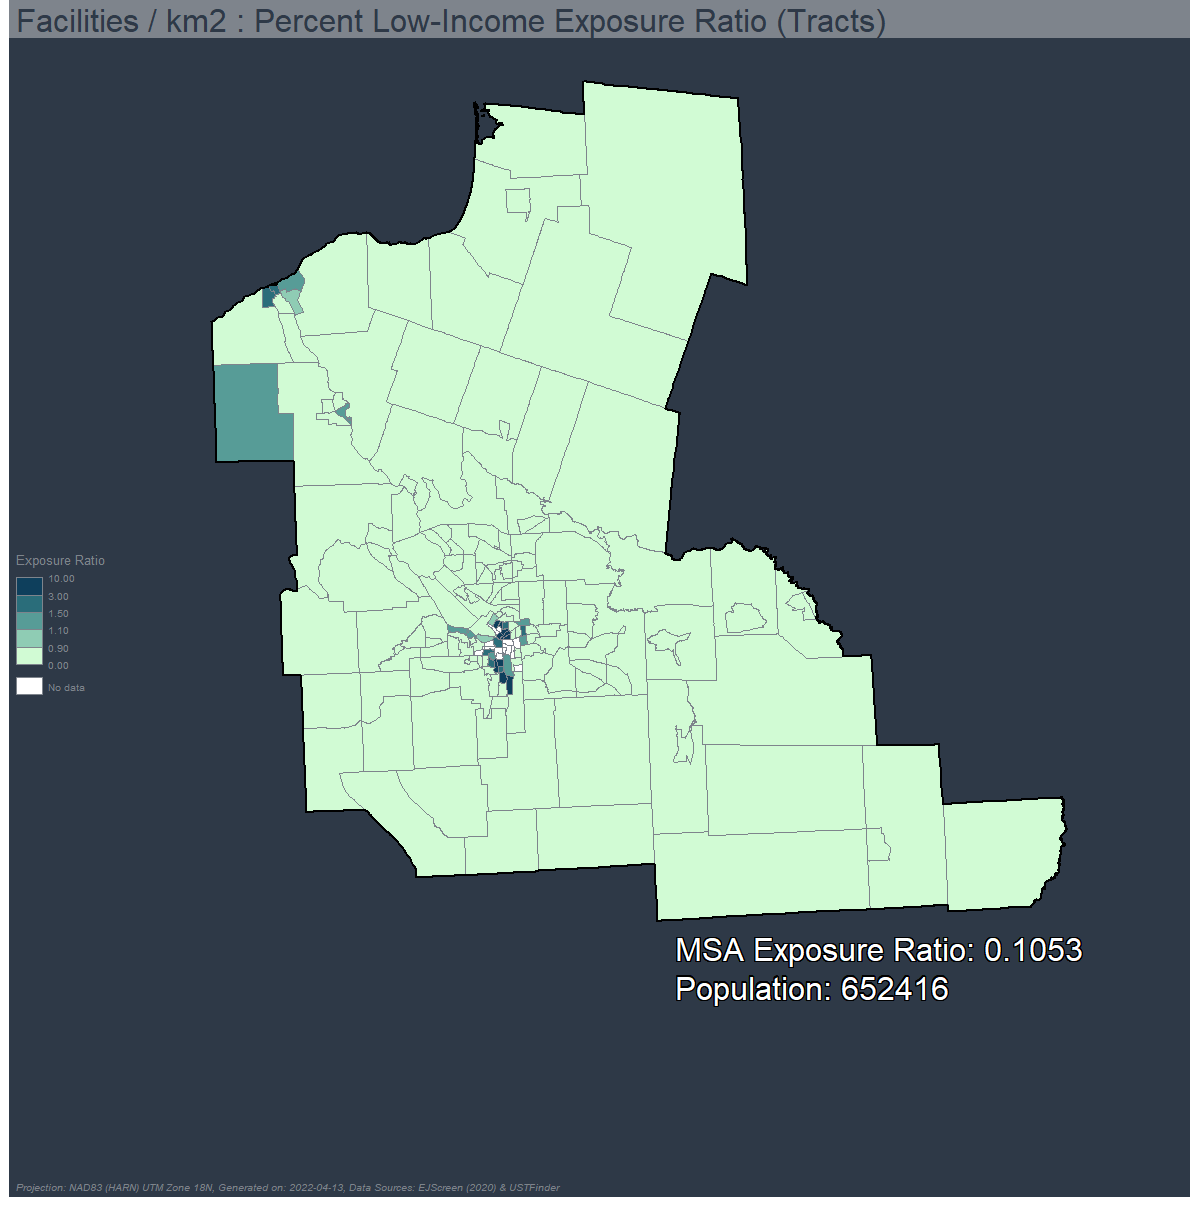 Facilities / km2 : Percent Low-Income Exposure Ratio (Tracts)
Exposure Ratio
10.00
3.00
1.50
1.10
0.90
0.00
No data
MSA Exposure Ratio: 0.1053
Population: 652416
Projection: NAD83 (HARN) UTM Zone 18N, Generated on: 2022-04-13, Data Sources: EJScreen (2020) & USTFinder